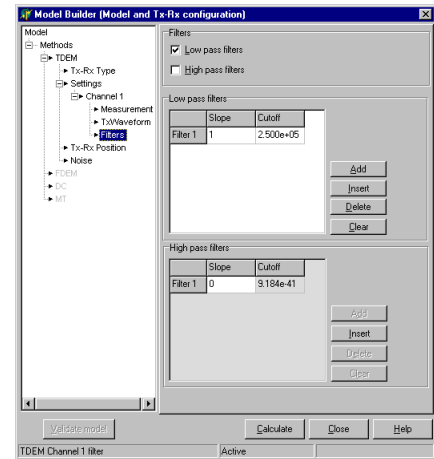 Model Builder (Model and Tx-Rx configuration)
Model
Methods
TDEM
Tx-Rx Type
Settings
Channel 1
Measurement
TxWaveform
Filters
Tx-Rx Position
Noise
FDEM
DC
MT
Filters
Low pass filters
High pass filters
Low pass filters
Slope Cutoff
Filter 1 1 2.500e+05
Add
Insert
Delete
Clear
High pass filters
Slope Cutoff
Filter 1 0 9.184e-41
Add
Insert
Delete
Clear
Validate model
Calculate Close Help
TDEM Channel 1 filter Active